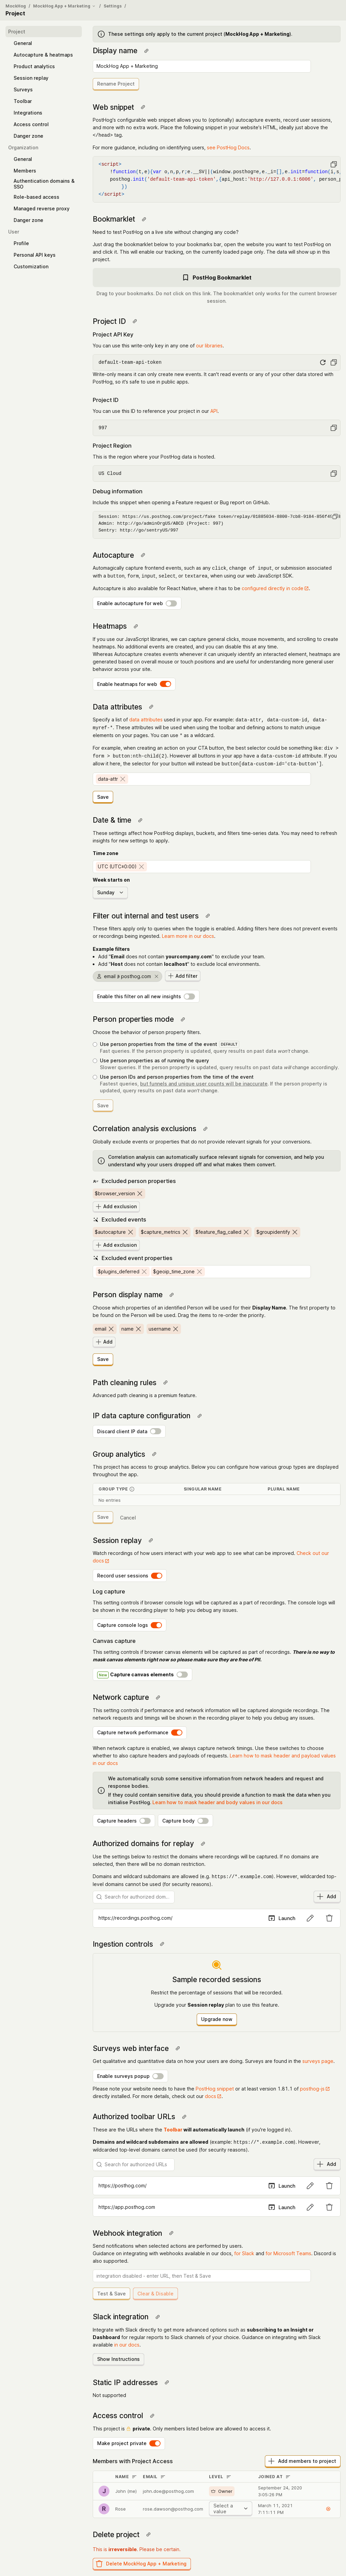 MockHog / MockHog App + Marketing / Settings /
Project
Project
General
Autocapture & heatmaps
Product analytics
Session replay
Surveys
Toolbar
Integrations
Access control
Danger zone
Organization
General
Members
Authentication domains &
SSO
Role-based access
Managed reverse proxy
Danger zone
User
Profile
Personal API keys
Customization
These settings only apply to the current project (MockHog App + Marketing).
Display name
MockHog App + Marketing
Rename Project
Web snippet
PostHog's configurable web snippet allows you to (optionally) autocapture events, record user sessions,
and more with no extra work. Place the following snippet in your website's HTML, ideally just above the
</head> tag.
For more guidance, including on identifying users, see PostHog Docs.
<script>
</script>
Bookmarklet
Need to test PostHog on a live site without changing any code?
Just drag the bookmarklet below to your bookmarks bar, open the website you want to test PostHog on
and click it. This will enable our tracking, on the currently loaded page only. The data will show up in this
project.
PostHog Bookmarklet
Drag to your bookmarks. Do not click on this link. The bookmarklet only works for the current browser
session.
Project ID
Project API Key
You can use this write-only key in any one of our libraries.
default-team-api-token
Write-only means it can only create new events. It can't read events or any of your other data stored with
PostHog, so it's safe to use in public apps.
Project ID
You can use this ID to reference your project in our API.
997
Project Region
This is the region where your PostHog data is hosted.
US Cloud
Debug information
Include this snippet when opening a Feature request or Bug report on GitHub.
Admin: http://go/adminOrgUS/ABCD (Project: 997)
Sentry: http://go/sentryUS/997
Autocapture
Automagically capture frontend events, such as any click, change of input, or submission associated
with a button, form, input, select, or textarea, when using our web JavaScript SDK.
Autocapture is also available for React Native, where it has to be configured directly in code.
Enable autocapture for web
Heatmaps
If you use our JavaScript libraries, we can capture general clicks, mouse movements, and scrolling to create
heatmaps. No additional events are created, and you can disable this at any time.
Whereas Autocapture creates events whenever it can uniquely identify an interacted element, heatmaps are
generated based on overall mouse or touch positions and are useful for understanding more general user
behavior across your site.
Enable heatmaps for web
Data attributes
Specify a list of data attributes used in your app. For example: data-attr, data-custom-id, data-
myref-*. These attributes will be used when using the toolbar and defining actions to match unique
elements on your pages. You can use * as a wildcard.
For example, when creating an action on your CTA button, the best selector could be something like: div >
form > button:nth-child(2). However all buttons in your app have a data-custom-id attribute. If you
allow it here, the selector for your button will instead be button[data-custom-id='cta-button'].
data-attr
Save
Date & time
These settings affect how PostHog displays, buckets, and filters time-series data. You may need to refresh
insights for new settings to apply.
Time zone
UTC (UTC±0:00)
Week starts on
Sunday
Filter out internal and test users
These filters apply only to queries when the toggle is enabled. Adding filters here does not prevent events
or recordings being ingested. Learn more in our docs.
Example filters
Add "Email does not contain yourcompany.com" to exclude your team.
Add "Host does not contain localhost" to exclude local environments.
email ∌ posthog.com
Add filter
Enable this filter on all new insights
Person properties mode
Choose the behavior of person property filters.
Use person properties from the time of the event DEFAULT
Fast queries. If the person property is updated, query results on past data won't change.
Use person properties as of running the query
Slower queries. If the person property is updated, query results on past data will change accordingly.
Use person IDs and person properties from the time of the event
Fastest queries, but funnels and unique user counts will be inaccurate. If the person property is
updated, query results on past data won't change.
Save
Correlation analysis exclusions
Globally exclude events or properties that do not provide relevant signals for your conversions.
Correlation analysis can automatically surface relevant signals for conversion, and help you
understand why your users dropped off and what makes them convert.
Excluded person properties
$browser_version
Add exclusion
Excluded events
$autocapture $capture_metrics $feature_flag_called $groupidentify
Add exclusion
Excluded event properties
$plugins_deferred $geoip_time_zone
Person display name
Choose which properties of an identified Person will be used for their Display Name. The first property to
be found on the Person will be used. Drag the items to re-order the priority.
email name username
Add
Save
Path cleaning rules
Advanced path cleaning is a premium feature.
IP data capture configuration
Discard client IP data
Group analytics
This project has access to group analytics. Below you can configure how various group types are displayed
throughout the app.
GROUP TYPE SINGULAR NAME PLURAL NAME
No entries
Save Cancel
Session replay
Watch recordings of how users interact with your web app to see what can be improved. Check out our
docs
Record user sessions
Log capture
This setting controls if browser console logs will be captured as a part of recordings. The console logs will
be shown in the recording player to help you debug any issues.
Capture console logs
Canvas capture
This setting controls if browser canvas elements will be captured as part of recordings. There is no way to
mask canvas elements right now so please make sure they are free of PII.
New Capture canvas elements
Network capture
This setting controls if performance and network information will be captured alongside recordings. The
network requests and timings will be shown in the recording player to help you debug any issues.
Capture network performance
When network capture is enabled, we always capture network timings. Use these switches to choose
whether to also capture headers and payloads of requests. Learn how to mask header and payload values
in our docs
We automatically scrub some sensitive information from network headers and request and
response bodies.
If they could contain sensitive data, you should provide a function to mask the data when you
initialise PostHog. Learn how to mask header and body values in our docs
Capture headers Capture body
Authorized domains for replay
Use the settings below to restrict the domains where recordings will be captured. If no domains are
selected, then there will be no domain restriction.
Domains and wildcard subdomains are allowed (e.g. https://*.example.com). However, wildcarded top-
level domains cannot be used (for security reasons).
Search for authorized dom...
Add
https://recordings.posthog.com/
Launch
Ingestion controls
Sample recorded sessions
Restrict the percentage of sessions that will be recorded.
Upgrade your Session replay plan to use this feature.
Upgrade now
Surveys web interface
Get qualitative and quantitative data on how your users are doing. Surveys are found in the surveys page.
Enable surveys popup
Please note your website needs to have the PostHog snippet or at least version 1.81.1 of posthog-js
directly installed. For more details, check out our docs.
Authorized toolbar URLs
These are the URLs where the Toolbar will automatically launch (if you're logged in).
Domains and wildcard subdomains are allowed (example: https://*.example.com). However,
wildcarded top-level domains cannot be used (for security reasons).
Search for authorized URLs
Add
https://posthog.com/
Launch
https://app.posthog.com
Launch
Webhook integration
Send notifications when selected actions are performed by users.
Guidance on integrating with webhooks available in our docs, for Slack and for Microsoft Teams. Discord is
also supported.
integration disabled - enter URL, then Test & Save
Test & Save Clear & Disable
Slack integration
Integrate with Slack directly to get more advanced options such as subscribing to an Insight or
Dashboard for regular reports to Slack channels of your choice. Guidance on integrating with Slack
available in our docs.
Show Instructions
Static IP addresses
Not supported
Access control
This project is private. Only members listed below are allowed to access it.
Make project private
Members with Project Access
Add members to project
NAME EMAIL LEVEL JOINED AT
J John (me) john.doe@posthog.com Owner September 24, 2020
3:05:26 PM
R Rose rose.dawson@posthog.com Select a
value
March 11, 2021
7:11:11 PM
Delete project
This is irreversible. Please be certain.
Delete MockHog App + Marketing